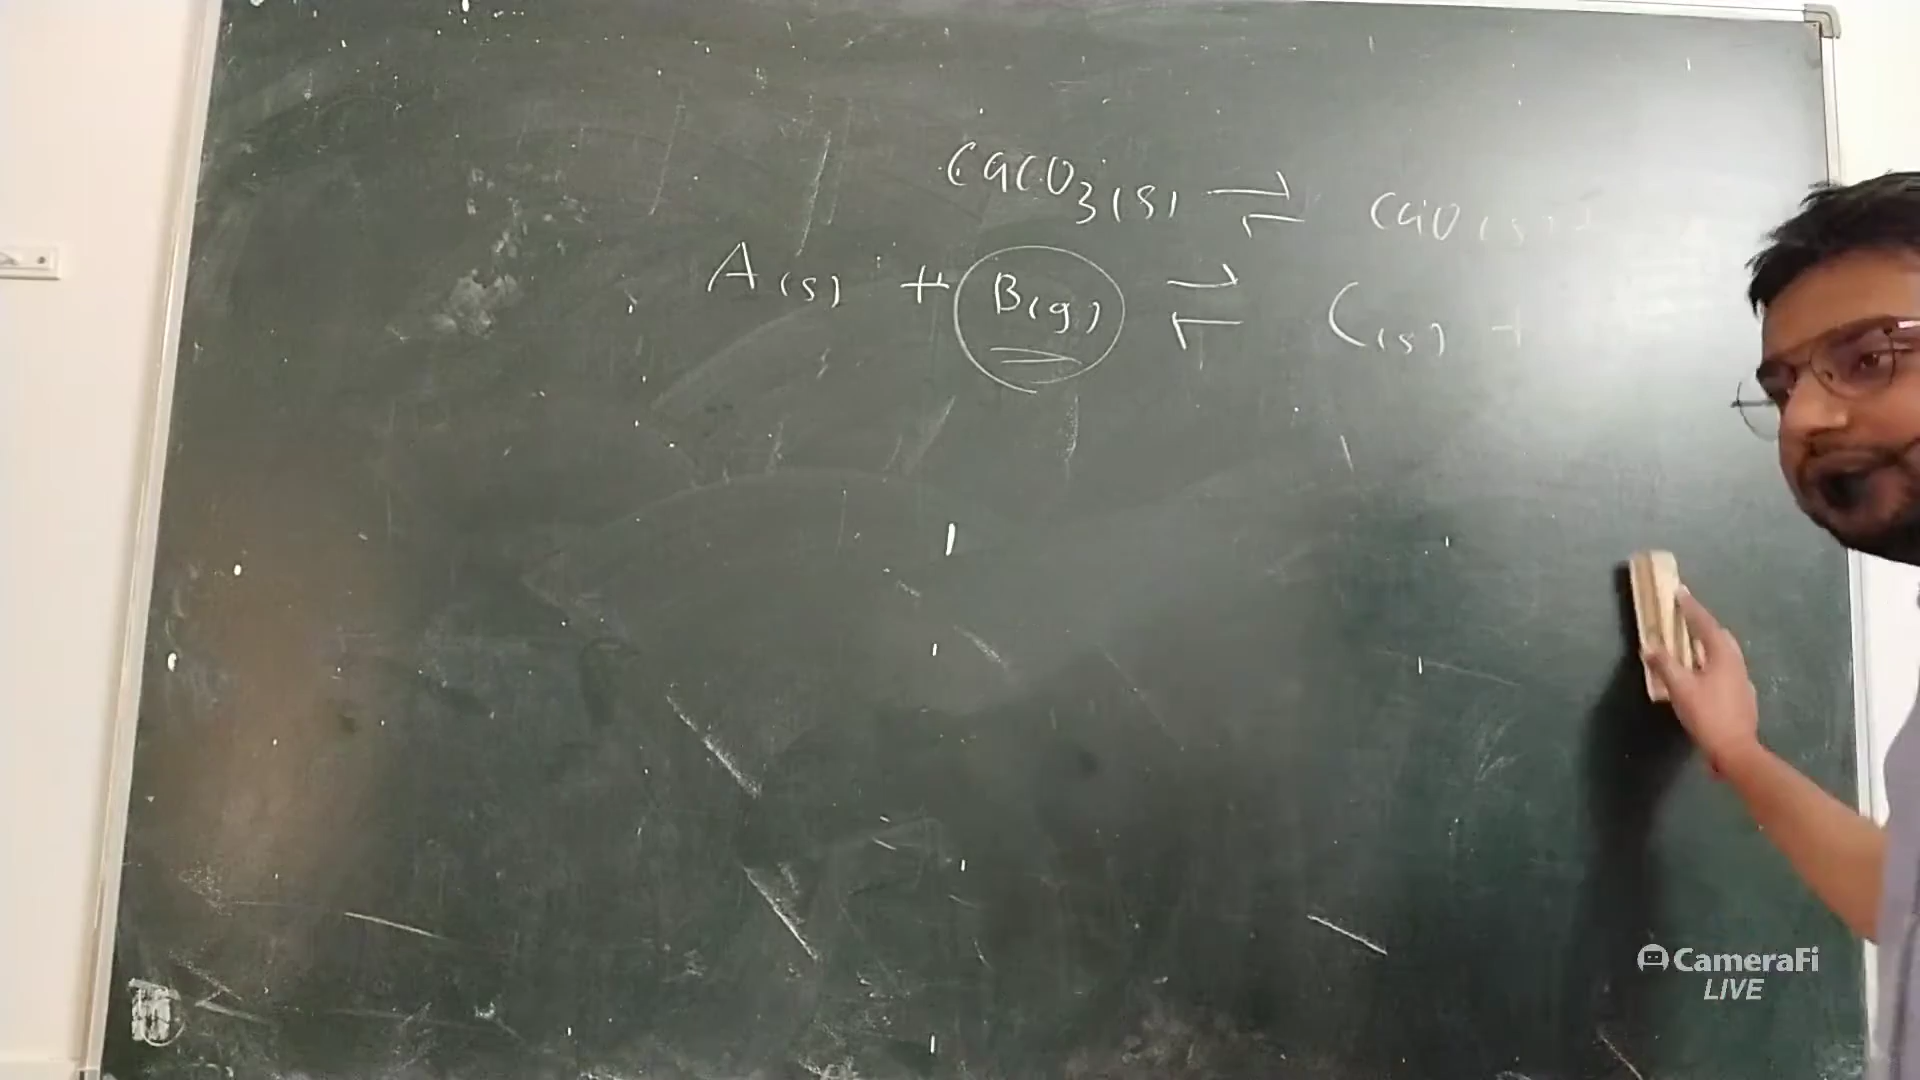 CaCO3(s) ⇌ CaO(s) +
A(s) + B(g) ⇌ C(s) +
CameraFi
LIVE